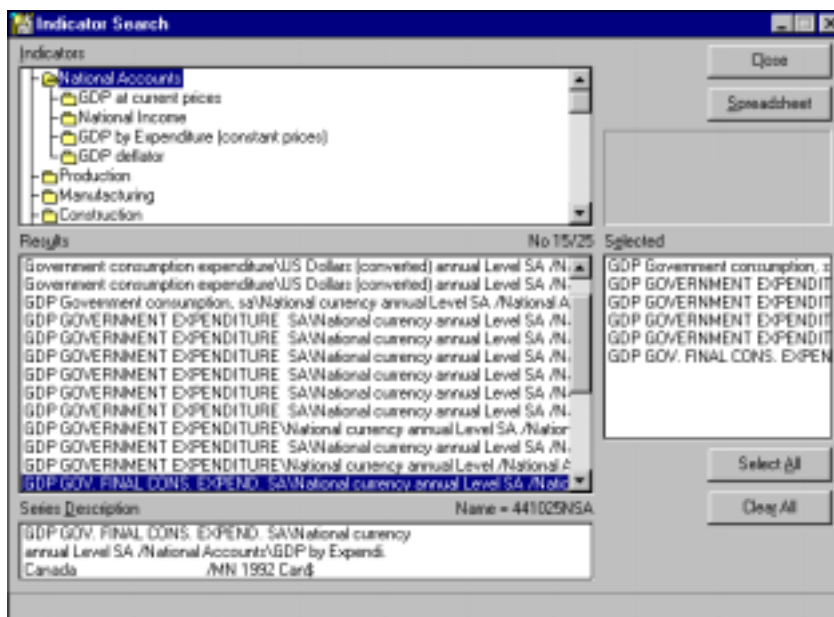 Indicator Search
Indicators
Close
National Accounts
GDP at current prices
Spreadsheet
National Income
GDP by Expenditure (constant prices)
GDP deflator
Production
Manufacturing
Construction
Results
No 15/25
Selected
Government consumption expenditure\US Dollars (converted) annual Level SA /N
GDP Government consumption, sa\National currency annual Level SA /National A
GDP GOVERNMENT EXPENDITURE SA\National currency annual Level SA /N
GDP GOVERNMENT EXPENDITURE SA\National currency annual Level SA /N
GDP GOVERNMENT EXPENDITURE SA\National currency annual Level SA /N
GDP GOVERNMENT EXPENDITURE SA\National currency annual Level SA /N
GDP GOVERNMENT EXPENDITURE SA\National currency annual Level SA /N
GDP GOVERNMENT EXPENDITURE SA\National currency annual Level SA /N
GDP GOVERNMENT EXPENDITURE\National currency annual Level SA /Nation
GDP GOVERNMENT EXPENDITURE SA\National currency annual Level SA /N
GDP GOVERNMENT EXPENDITURE\National currency annual Level /National A
GDP GOV. FINAL CONS. EXPEND. SA\National currency annual Level SA /Natio
GDP Government consumption, s
GDP GOVERNMENT EXPENDIT
GDP GOVERNMENT EXPENDIT
GDP GOVERNMENT EXPENDIT
GDP GOVERNMENT EXPENDIT
GDP GOV. FINAL CONS. EXPEN
Select All
Clear All
Series Description
Name = 441025NSA
GDP GOV. FINAL CONS. EXPEND. SA\National currency
annual Level SA /National Accounts\GDP by Expendi.
Canada /MN 1992 Can$